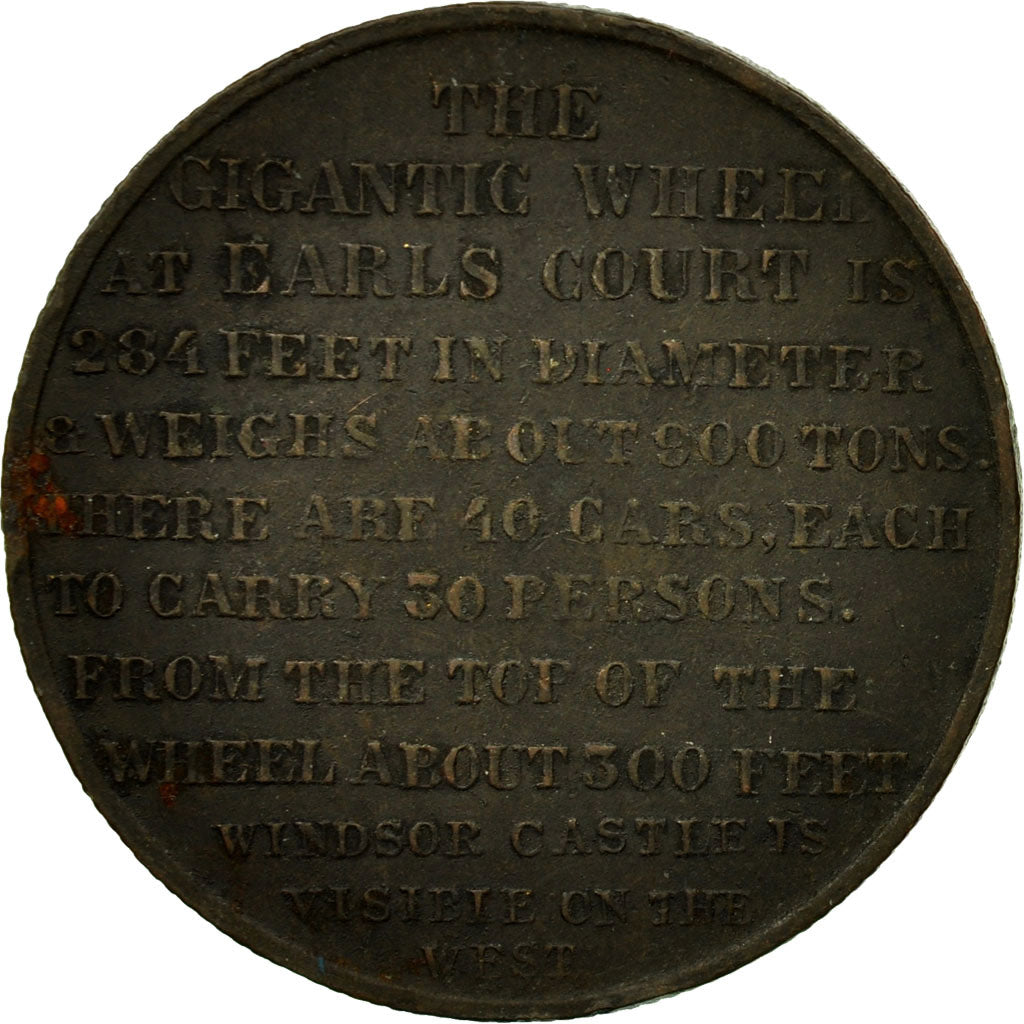 THE
GIGANTIC WHEEL
AT EARLS COURT IS
284 FEET IN DIAMETER
& WEIGHS ABOUT 900 TONS.
THERE ARE 40 CARS, EACH
TO CARRY 30 PERSONS.
FROM THE TOP OF THE
WHEEL ABOUT 300 FEET
WINDSOR CASTLE IS
VISIBLE ON THE
WEST